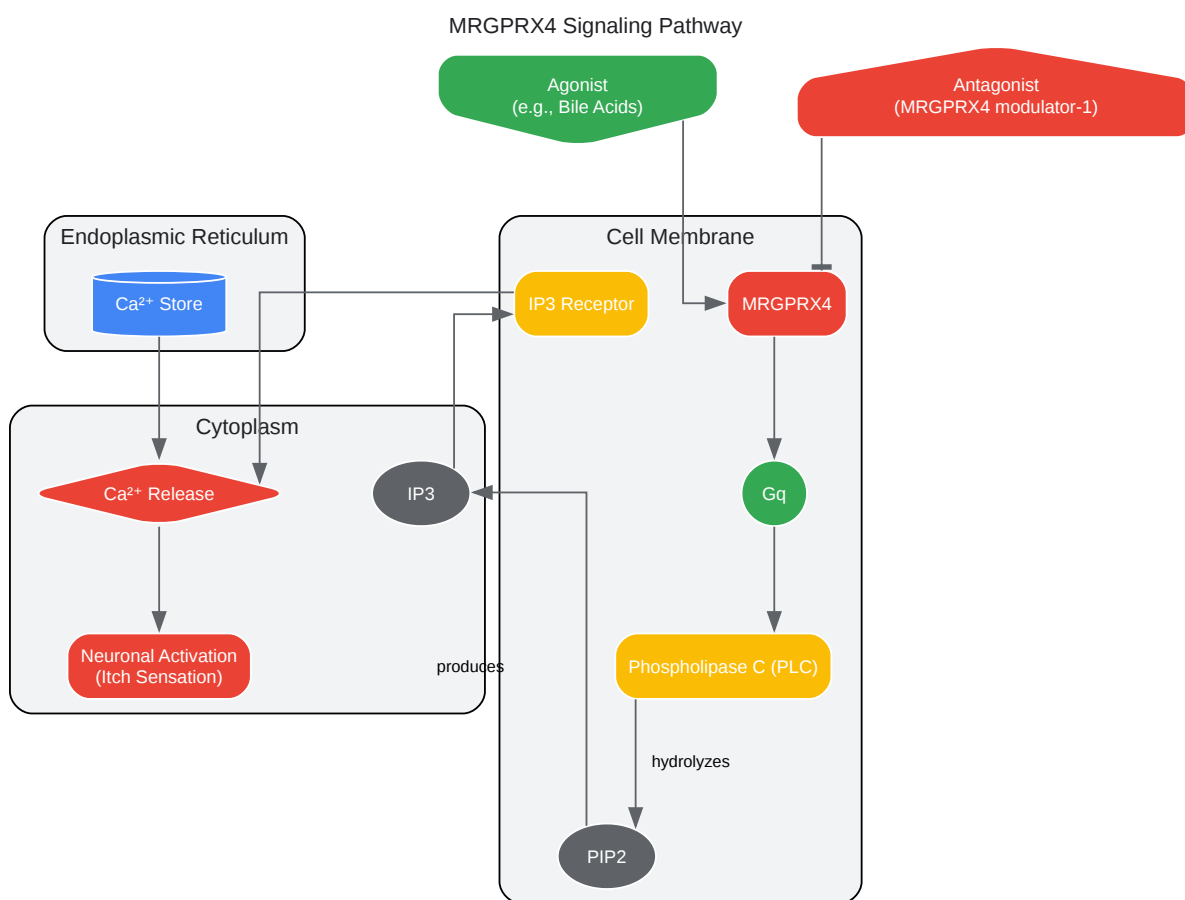 MRGPRX4 Signaling Pathway
Agonist
(e.g., Bile Acids)
Antagonist
(MRGPRX4 modulator-1)
Endoplasmic Reticulum
Cell Membrane
Ca²⁺ Store
IP3 Receptor
MRGPRX4
Cytoplasm
Ca²⁺ Release
IP3
Gq
Neuronal Activation
(Itch Sensation)
produces
Phospholipase C (PLC)
hydrolyzes
PIP2